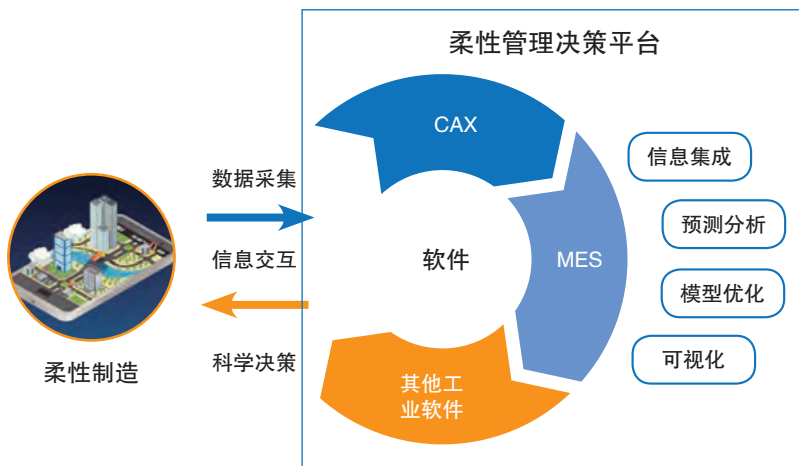 柔性管理决策平台
CAX
MES
其他工
业软件
软件
信息集成
预测分析
模型优化
可视化
数据采集
信息交互
科学决策
柔性制造